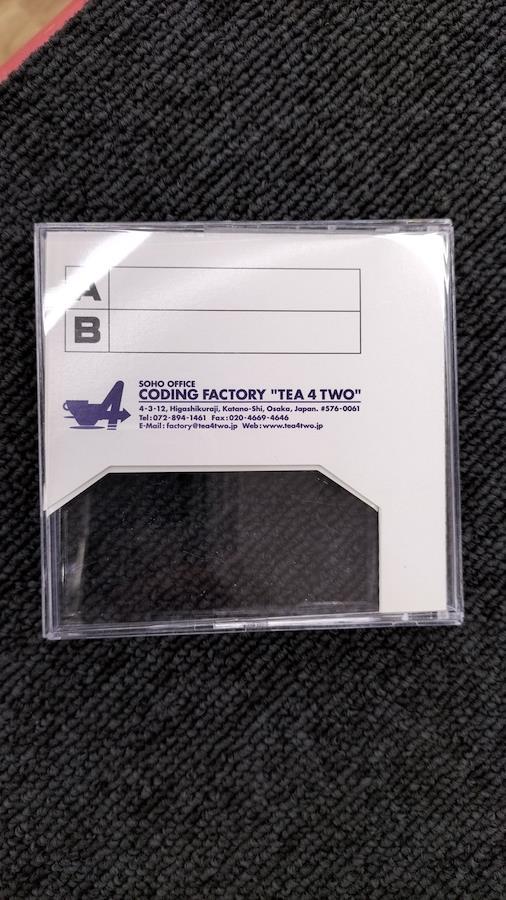 A
B
4
SOHO OFFICE
CODING FACTORY "TEA 4 TWO"
4-3-12, Higashikuraji, Katano-Shi, Osaka, Japan. #576-0061
Tel:072-894-1461 Fax:020-4669-4646
E-Mail:factory@tea4two.jp Web:www.tea4two.jp